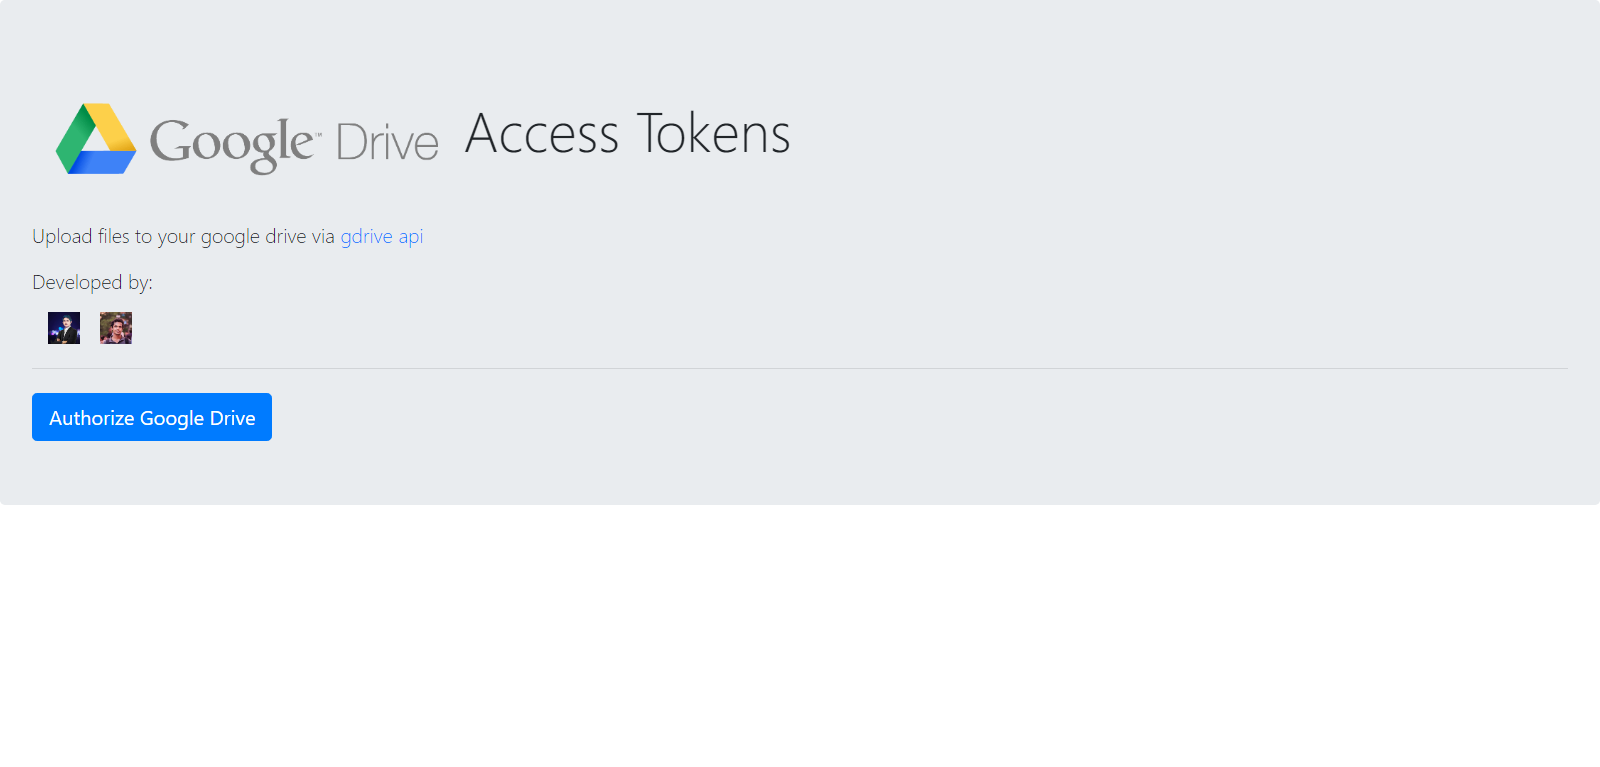 Google™ Drive Access Tokens
Upload files to your google drive via gdrive api
Developed by:
Authorize Google Drive